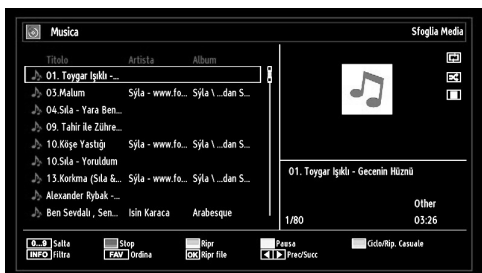 Musica Sfoglia Media
Titolo Artista Album
01. Toygar Işıklı -...
03.Malum Sýla - www.fo... Sýla \ ...dan S...
04.Sıla - Yara Ben...
09. Tahir ile Zühre...
10.Köşe Yastığı Sýla - www.fo... Sýla \ ...dan S...
10.Sıla - Yoruldum
13.Korkma (Sıla &... Sýla - www.fo... Sýla \ ...dan S...
Alexander Rybak -...
Ben Sevdalı , Sen... Isin Karaca Arabesque
01. Toygar Işıklı - Gecenin Hüznü
Other
1/80 03:26
0...9 Salta Stop Ripr Pausa Ciclo/Rip. Casuale
INFO Filtra FAV Ordina OK Ripr file Prec/Succ